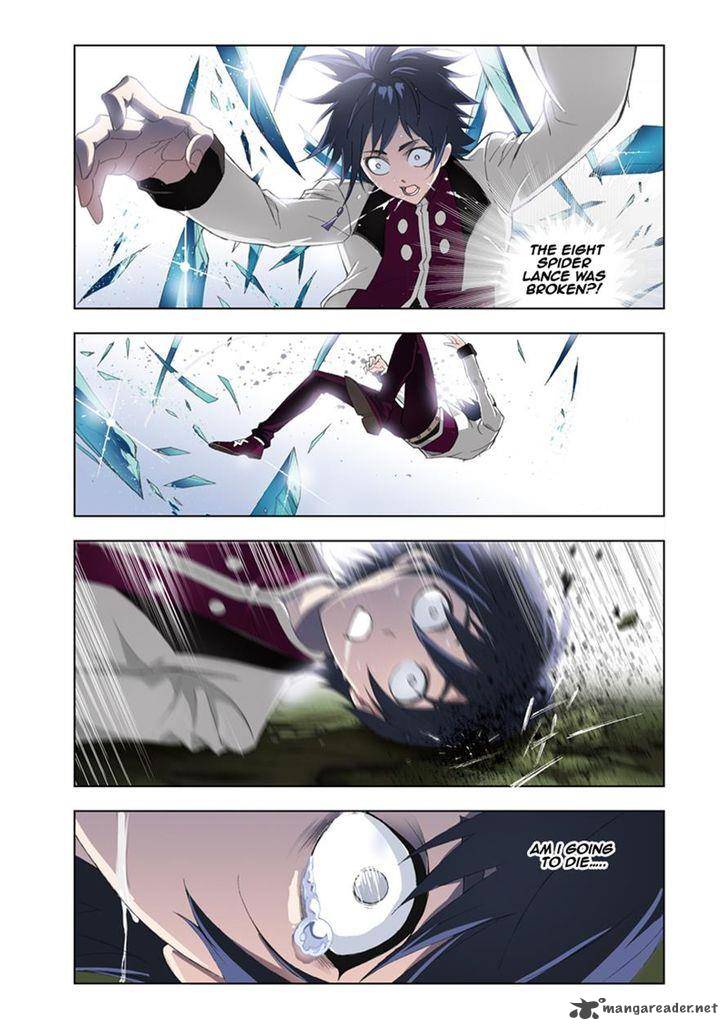 THE EIGHT
SPIDER
LANCE WAS
BROKEN?!
AM I GOING
TO DIE.....
mangareader.net